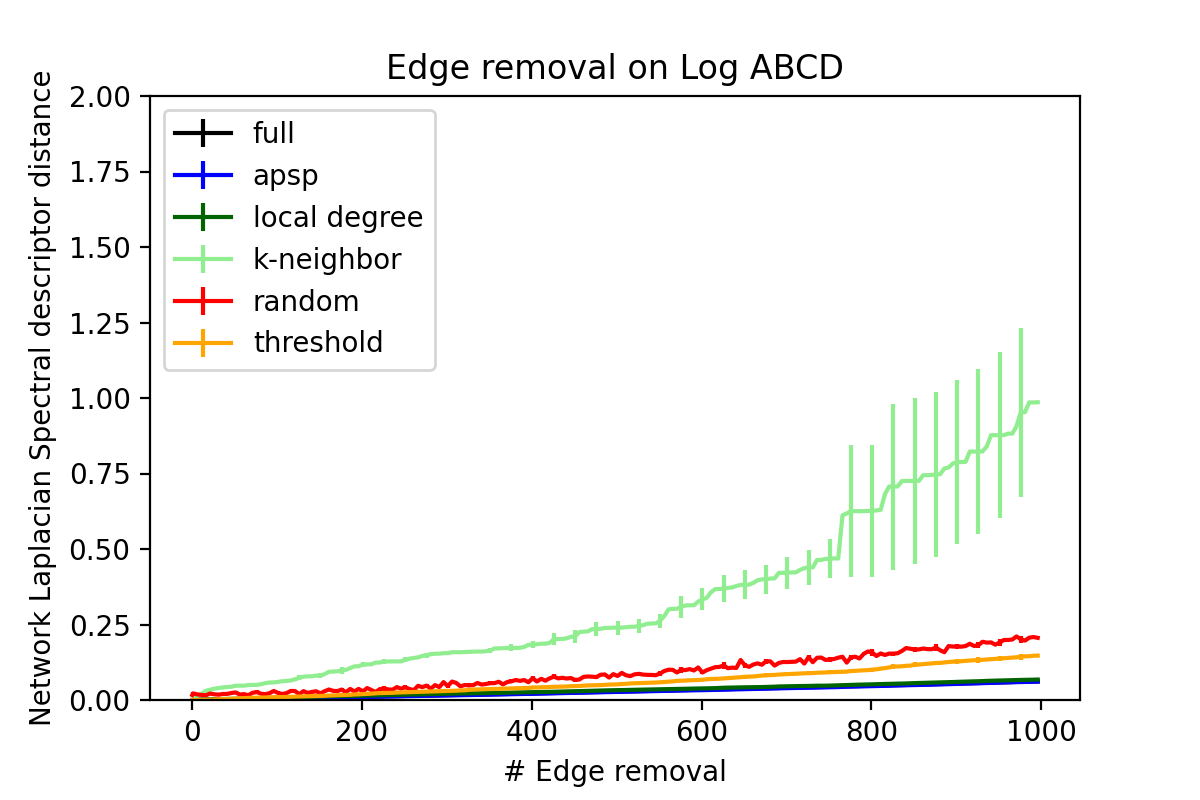 Edge removal on Log ABCD
Network Laplacian Spectral descriptor distance
2.00
1.75
1.50
1.25
1.00
0.75
0.50
0.25
0.00
full
apsp
local degree
k-neighbor
random
threshold
0 200 400 600 800 1000
# Edge removal